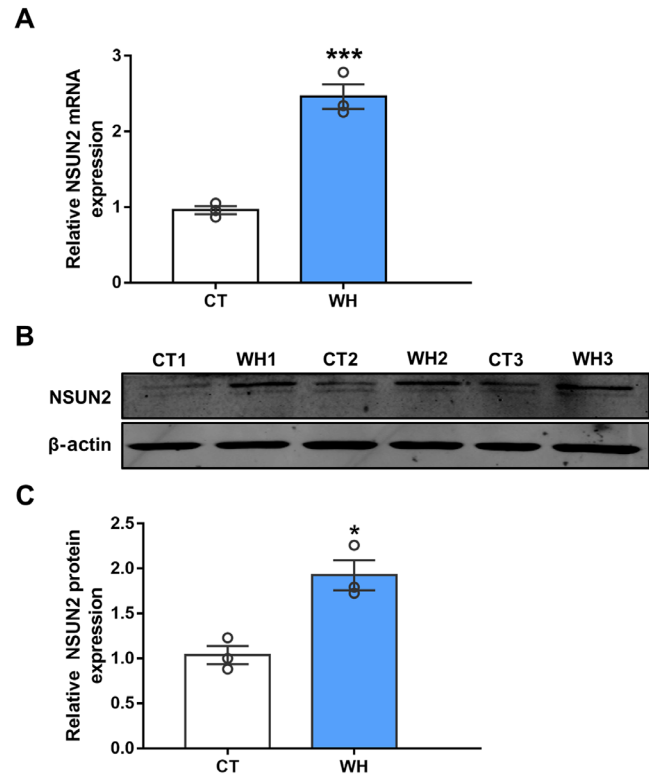 A
Relative NSUN2 mRNA
expression
3
2
1
0
***
CT
WH
B
CT1 WH1 CT2 WH2 CT3 WH3
NSUN2
β-actin
C
Relative NSUN2 protein
expression
2.5
2.0
1.5
1.0
0.5
0.0
*
CT
WH